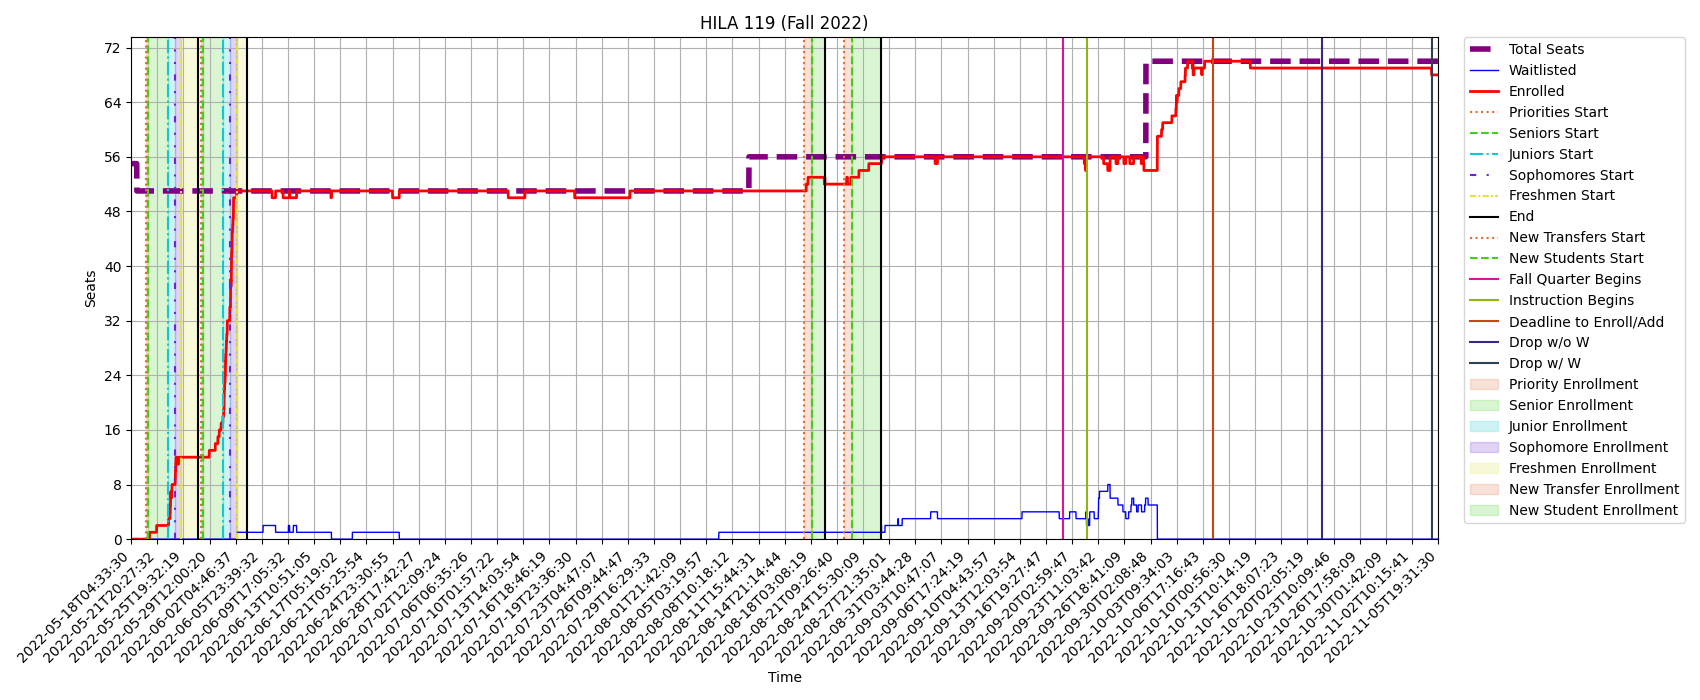 HILA 119 (Fall 2022)
Seats
72
64
56
48
40
32
24
16
8
0
2022-05-18T04:33:30
2022-05-21T20:27:32
2022-05-25T19:32:19
2022-05-29T12:00:20
2022-06-02T04:46:37
2022-06-05T23:39:32
2022-06-09T17:05:32
2022-06-13T10:51:05
2022-06-17T05:19:02
2022-06-21T05:25:54
2022-06-24T23:30:55
2022-06-28T17:42:27
2022-07-02T12:09:24
2022-07-06T06:35:26
2022-07-10T01:57:22
2022-07-13T14:03:54
2022-07-16T18:46:19
2022-07-19T23:36:30
2022-07-23T04:47:07
2022-07-26T09:44:47
2022-07-29T16:29:33
2022-08-01T21:42:09
2022-08-05T03:19:57
2022-08-08T10:18:12
2022-08-11T15:44:31
2022-08-14T21:14:44
2022-08-18T03:08:19
2022-08-21T09:26:40
2022-08-24T15:30:09
2022-08-27T21:35:01
2022-08-31T03:44:28
2022-09-03T10:47:07
2022-09-06T17:24:19
2022-09-10T04:43:57
2022-09-13T12:03:54
2022-09-16T19:27:47
2022-09-20T02:59:47
2022-09-23T11:03:42
2022-09-26T18:41:09
2022-09-30T02:08:48
2022-10-03T09:34:03
2022-10-06T17:16:43
2022-10-10T00:56:30
2022-10-13T10:14:19
2022-10-16T18:07:23
2022-10-20T02:05:19
2022-10-23T10:09:46
2022-10-26T17:58:09
2022-10-30T01:42:09
2022-11-02T10:15:41
2022-11-05T19:31:30
Time
Total Seats
Waitlisted
Enrolled
Priorities Start
Seniors Start
Juniors Start
Sophomores Start
Freshmen Start
End
New Transfers Start
New Students Start
Fall Quarter Begins
Instruction Begins
Deadline to Enroll/Add
Drop w/o W
Drop w/ W
Priority Enrollment
Senior Enrollment
Junior Enrollment
Sophomore Enrollment
Freshmen Enrollment
New Transfer Enrollment
New Student Enrollment